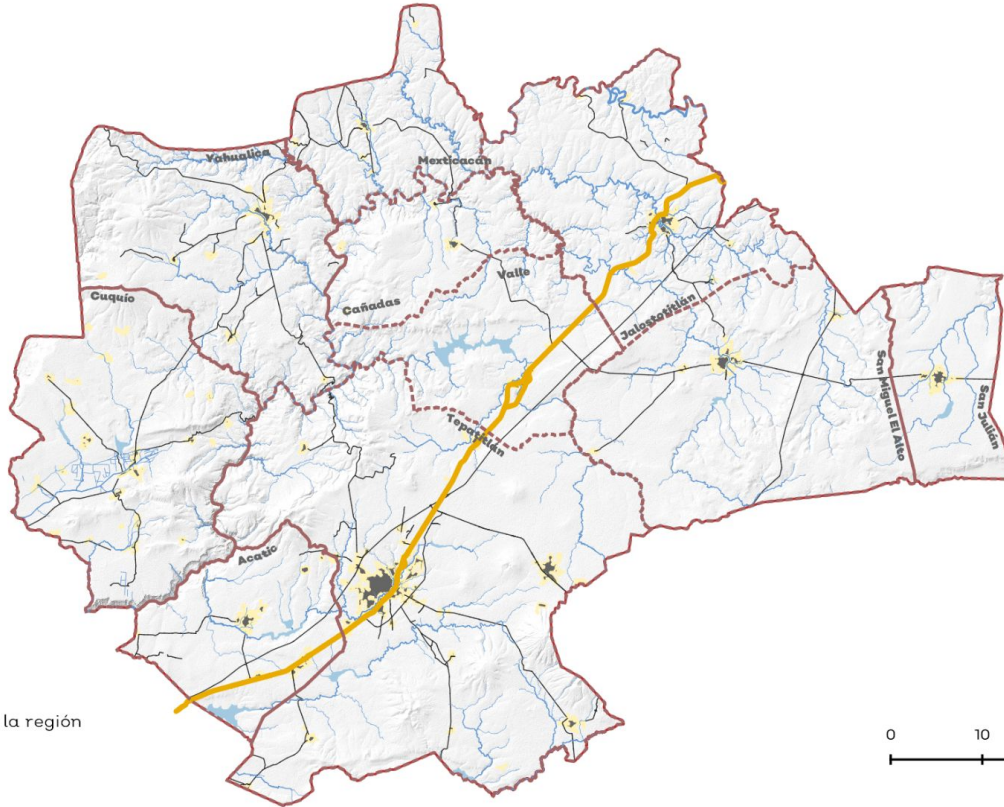 Yahualica
Mexticacán
Valle
Cuquío
Cañadas
Jalostotitlán
San Miguel El Alto
San Julián
Tepatitlán
Acatic
la región
0 10